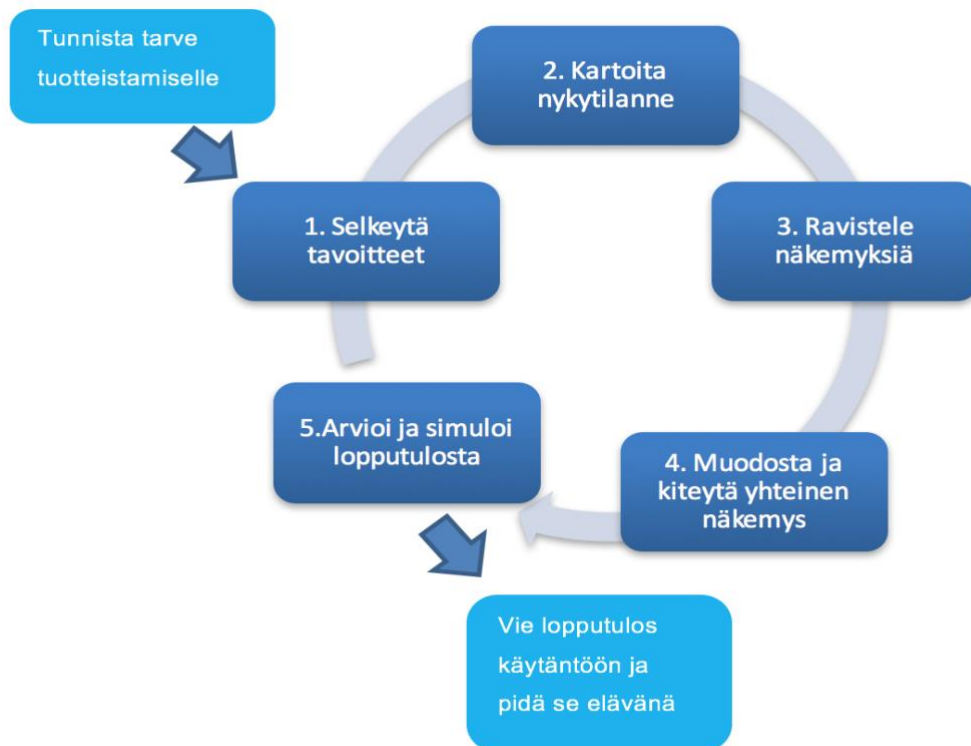 Tunnista tarve
tuotteistamiselle
2. Kartoita
nykytilanne
1. Selkeytä
tavoitteet
3. Ravistele
näkemyksiä
5.Arvioi ja simuloi
lopputulosta
4. Muodosta ja
kiteytä yhteinen
näkemys
Vie lopputulos
käytäntöön ja
pidä se elävänä